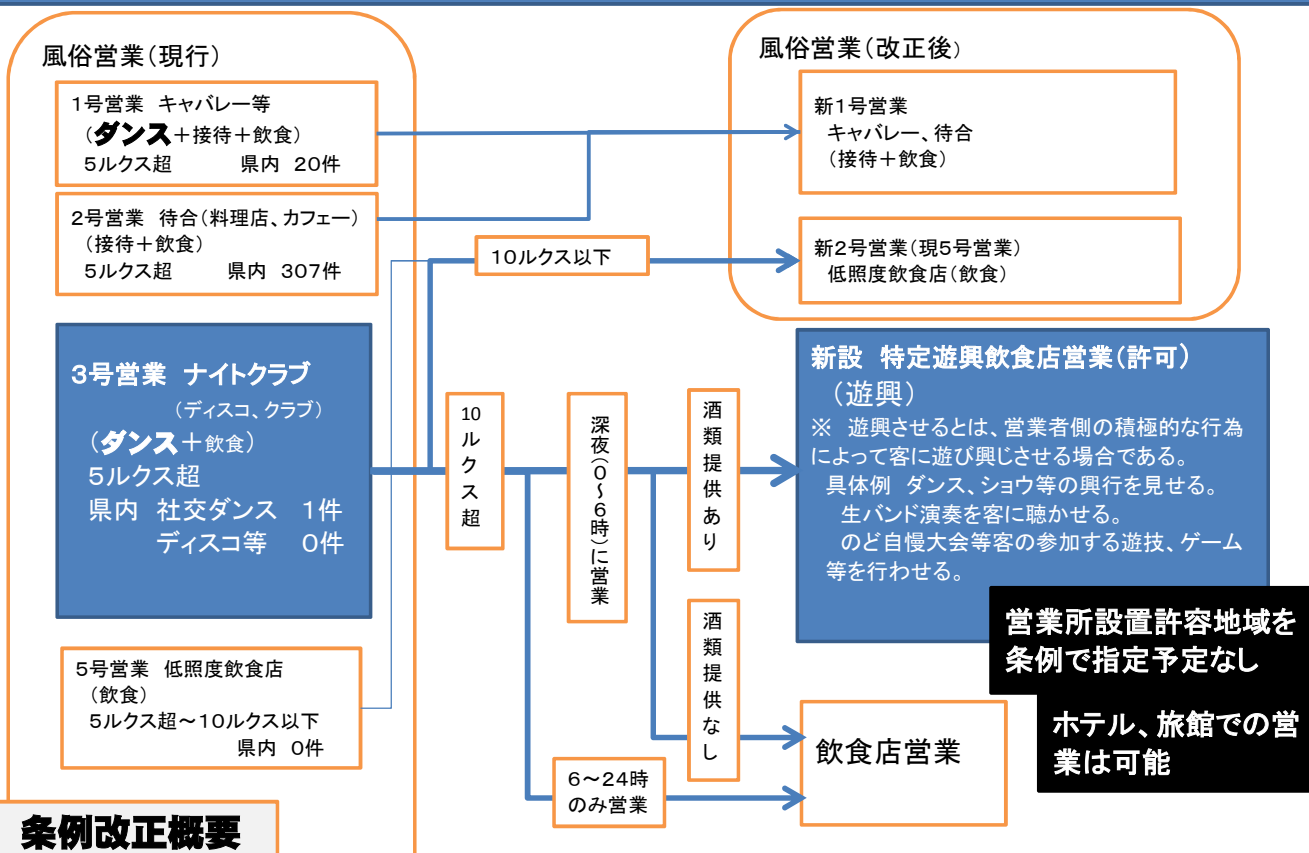 風俗営業(現行)
1号営業 キャバレー等
(ダンス+接待+飲食)
5ルクス超 県内 20件
2号営業 待合(料理店、カフェー)
(接待+飲食)
5ルクス超 県内 307件
3号営業 ナイトクラブ
(ディスコ、クラブ)
(ダンス+飲食)
5ルクス超
県内 社交ダンス 1件
ディスコ等 0件
5号営業 低照度飲食店
(飲食)
5ルクス超~10ルクス以下
県内 0件
条例改正概要
10ルクス以下
10ルクス超
深夜(0~6時)に営業
酒類提供あり
酒類提供なし
6~24時
のみ営業
風俗営業(改正後)
新1号営業
キャバレー、待合
(接待+飲食)
新2号営業(現5号営業)
低照度飲食店(飲食)
新設 特定遊興飲食店営業(許可)
(遊興)
※ 遊興させるとは、営業者側の積極的な行為
によって客に遊び興じさせる場合である。
具体例 ダンス、ショウ等の興行を見せる。
生バンド演奏を客に聴かせる。
のど自慢大会等客の参加する遊技、ゲーム
等を行わせる。
営業所設置許容地域を
条例で指定予定なし
ホテル、旅館での営
業は可能
飲食店営業